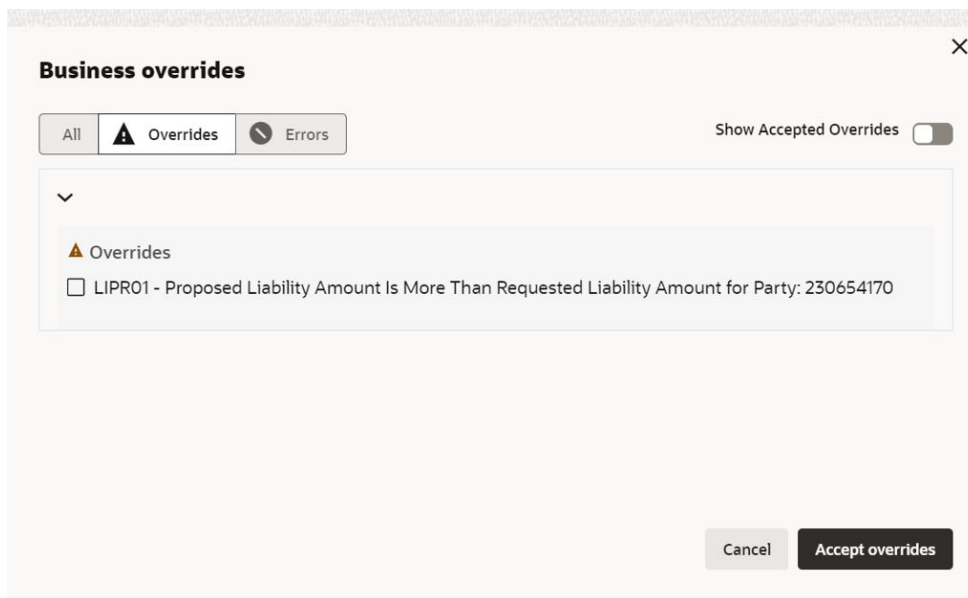 Business overrides
All
Overrides
Errors
Show Accepted Overrides
Overrides
LIPR01 - Proposed Liability Amount Is More Than Requested Liability Amount for Party: 230654170
Cancel
Accept overrides